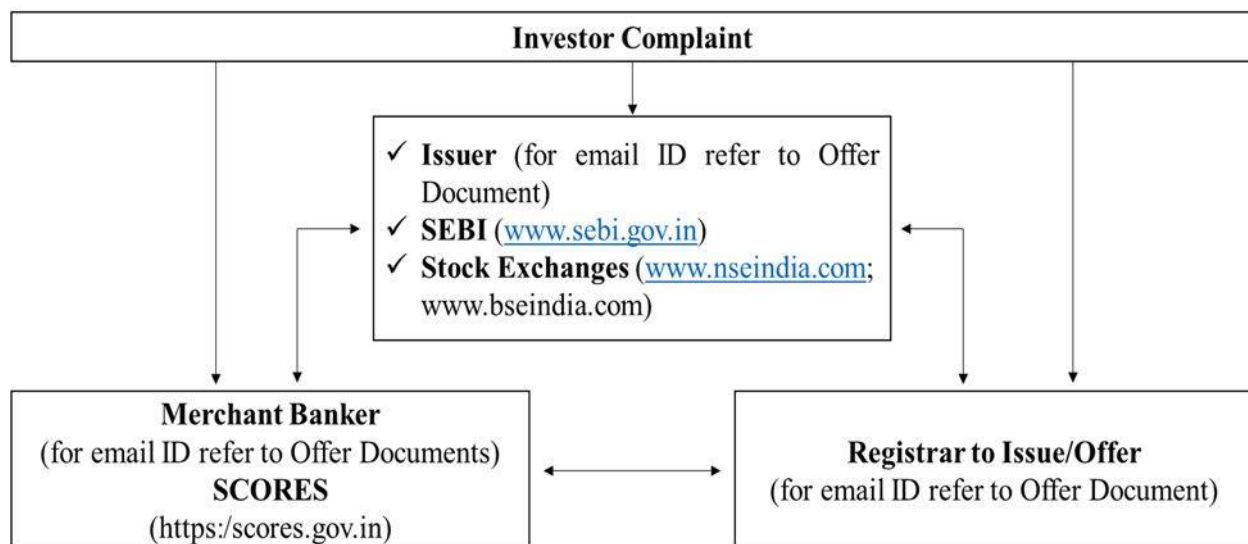 Investor Complaint
✓ Issuer (for email ID refer to Offer
Document)
✓ SEBI (www.sebi.gov.in)
✓ Stock Exchanges (www.nseindia.com;
www.bseindia.com)
Merchant Banker
(for email ID refer to Offer Documents)
SCORES
(https:/scores.gov.in)
Registrar to Issue/Offer
(for email ID refer to Offer Document)